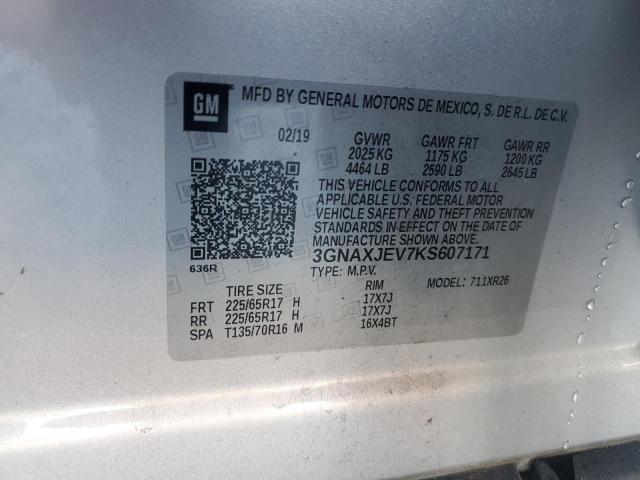 GM MFD BY GENERAL MOTORS DE MEXICO, S. DE R.L. DE C.V.
02/19 GVWR GAWR FRT GAWR RR
2025 KG 1175 KG 1200 KG
4464 LB 2590 LB 2645 LB
THIS VEHICLE CONFORMS TO ALL
APPLICABLE U.S. FEDERAL MOTOR
VEHICLE SAFETY AND THEFT PREVENTION
STANDARDS IN EFFECT ON THE DATE
OF MANUFACTURE SHOWN ABOVE.
3GNAXJEV7KS607171
636R TYPE: M.P.V. MODEL: 711XR26
TIRE SIZE RIM
FRT 225/65R17 H 17X7J
RR 225/65R17 H 17X7J
SPA T135/70R16 M 16X4BT